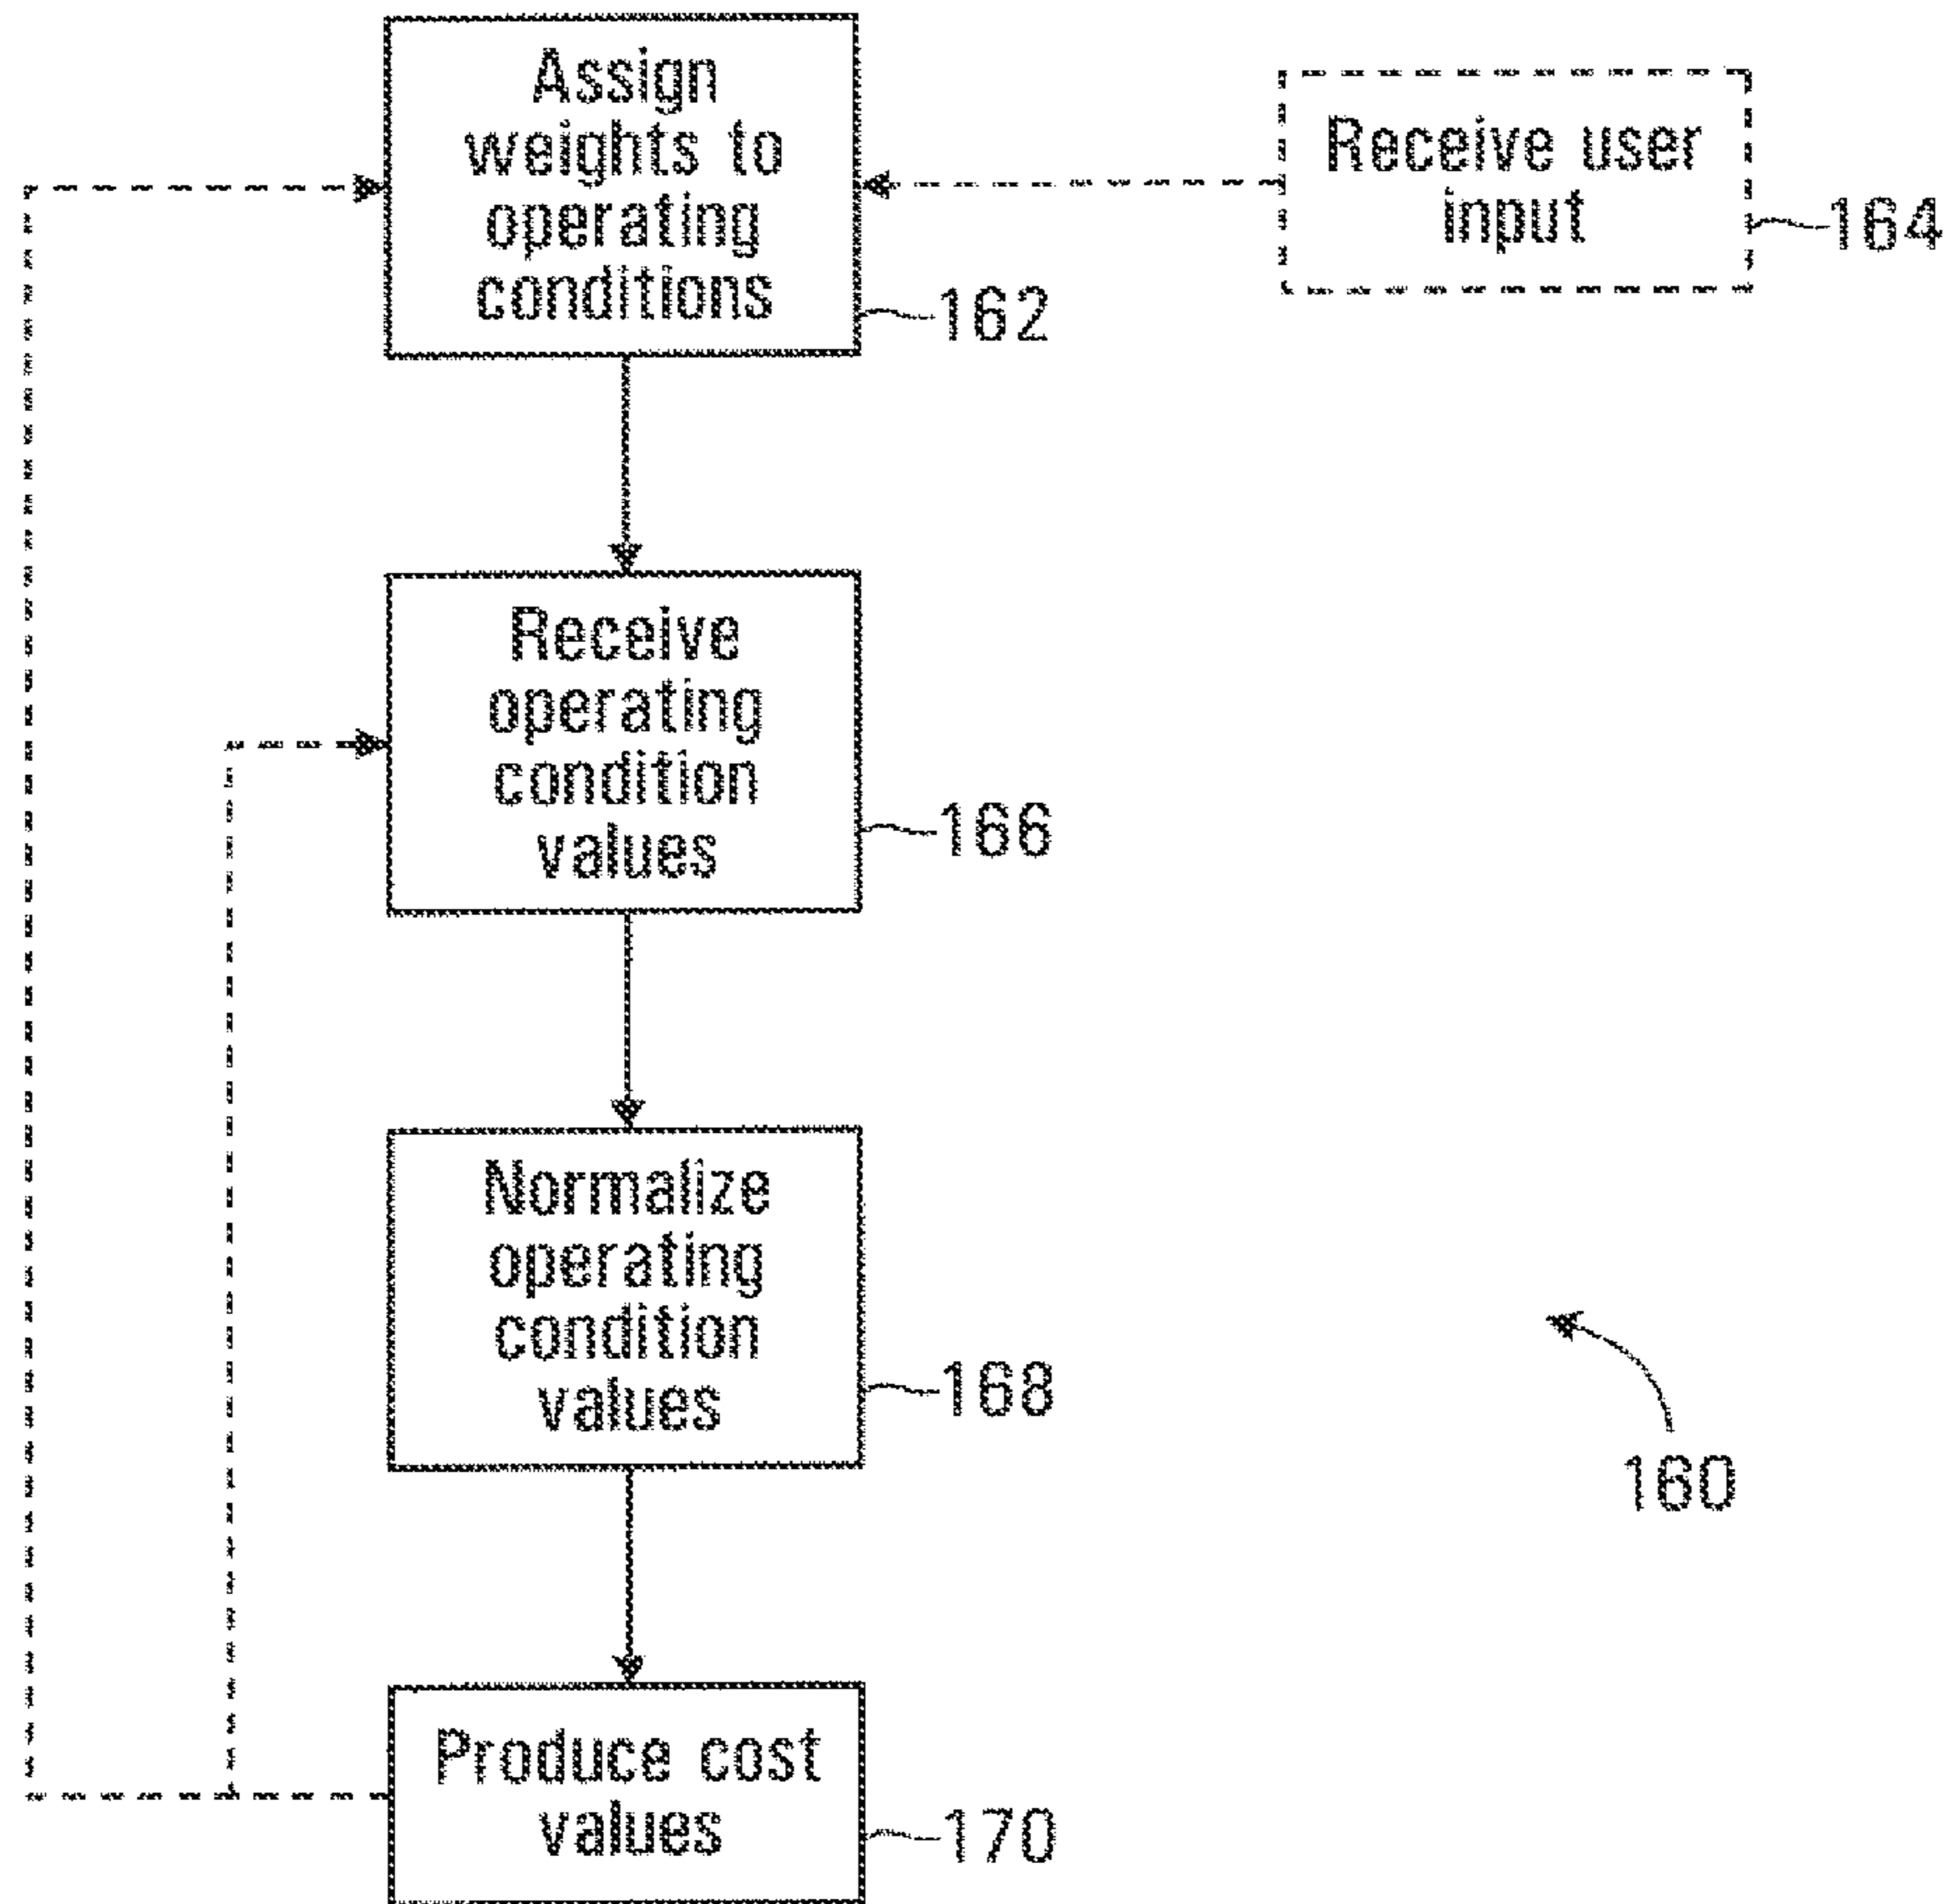 Assign
weights to
operating
conditions
162
Receive user
input
164
Receive
operating
condition
values
166
Normalize
operating
condition
values
168
160
Produce cost
values
170